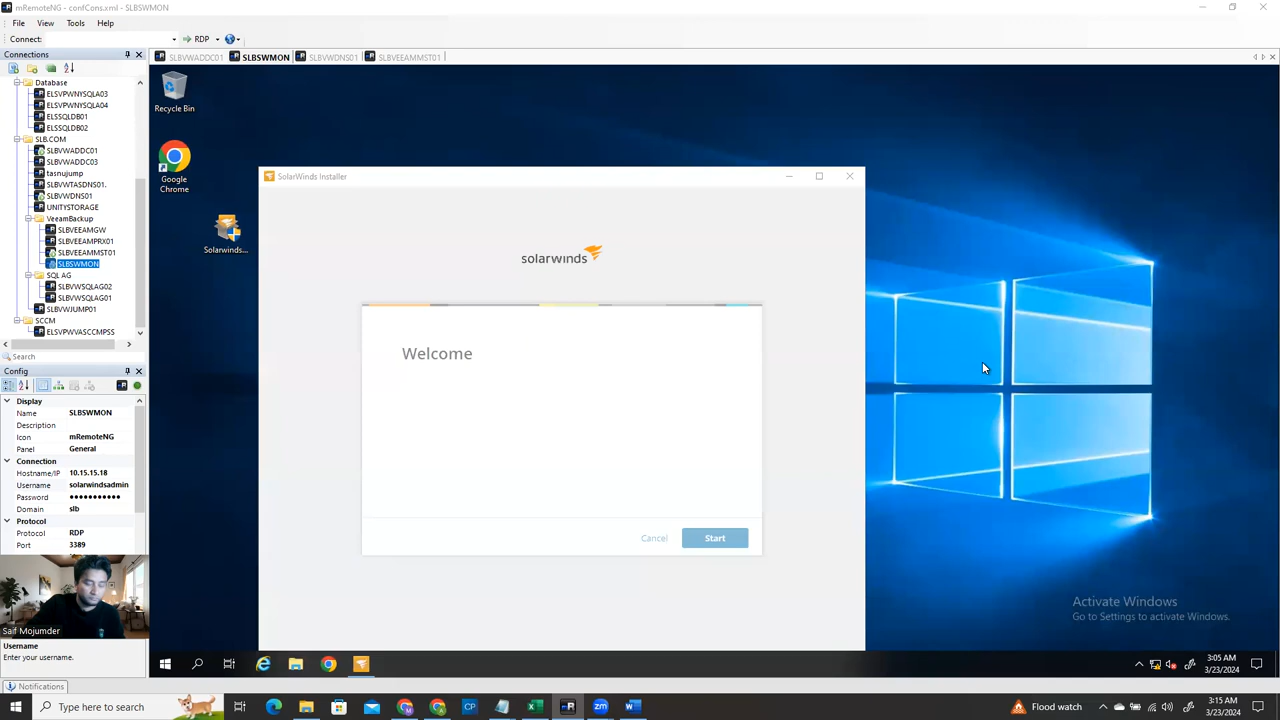 mRemoteNG - confCons.xml - SLBSWMON
File View Tools Help
Connect: RDP
Connections
Database
ELSVPWNYSQLA03
ELSVPWNYSQLA04
ELSSQLDB01
ELSSQLDB02
SLB.COM
SLBVWADDC01
SLBVWADDC03
tasnujump
SLBVWTASDNS01.
SLBVWDNS01
UNITYSTORAGE
VeeamBackup
SLBVEEAMGW
SLBVEEAMPRX01
SLBVEEAMMST01
SLBSWMON
SQL AG
SLBVWSQLAG02
SLBVWSQLAG01
SLBVWJUMP01
SCCM
ELSVPWVASCCMPSS
Search
Config
Display
Name SLBSWMON
Description
Icon mRemoteNG
Panel General
Connection
Hostname/IP 10.15.15.18
Username solarwindsadmin
Password ●●●●●●●●●●●
Domain slb
Protocol
Protocol RDP
Port 3389
Saif Mojumder
Username
Enter your username.
Notifications
SLBVWADDC01 SLBSWMON SLBVWDNS01 SLBVEEAMMST01
Recycle Bin
Google
Chrome
Solarwinds...
SolarWinds Installer
solarwinds
Welcome
Cancel Start
Activate Windows
Go to Settings to activate Windows.
3:05 AM
3/23/2024
Type here to search
Flood watch
3:15 AM
3/23/2024